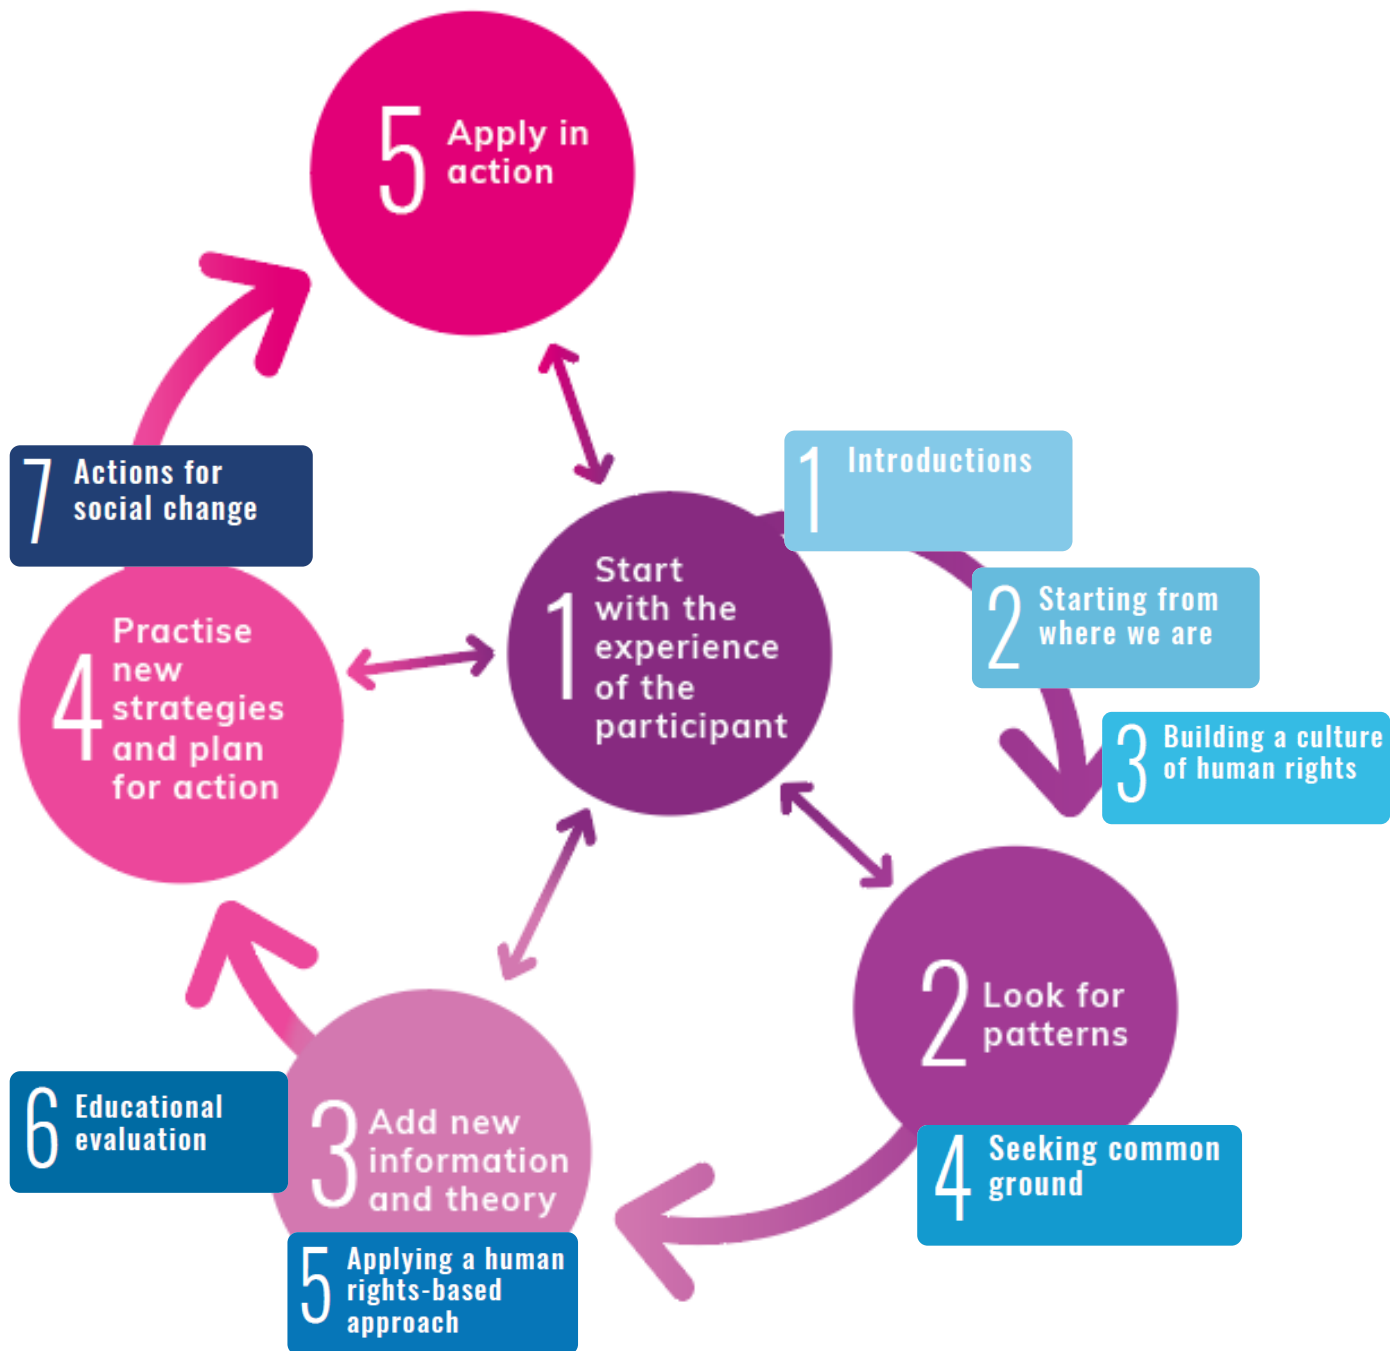 5 Apply in
action
7 Actions for
social change
1 Introductions
1 Start
with the
experience
of the
participant
2 Starting from
where we are
4 Practise
new
strategies
and plan
for action
3 Building a culture
of human rights
2 Look for
patterns
6 Educational
evaluation
3 Add new
information
and theory
4 Seeking common
ground
5 Applying a human
rights-based
approach